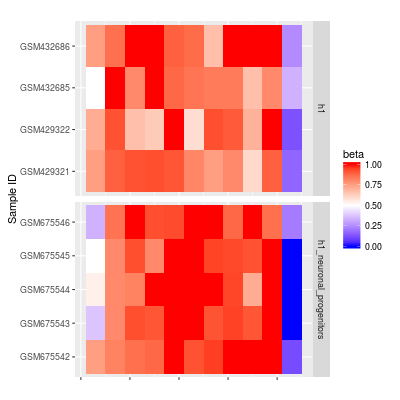 GSM432686
GSM432685
GSM429322
GSM429321
h1
GSM675546
GSM675545
GSM675544
GSM675543
GSM675542
h1_neuronal_progenitors
Sample ID
beta
1.00
0.75
0.50
0.25
0.00